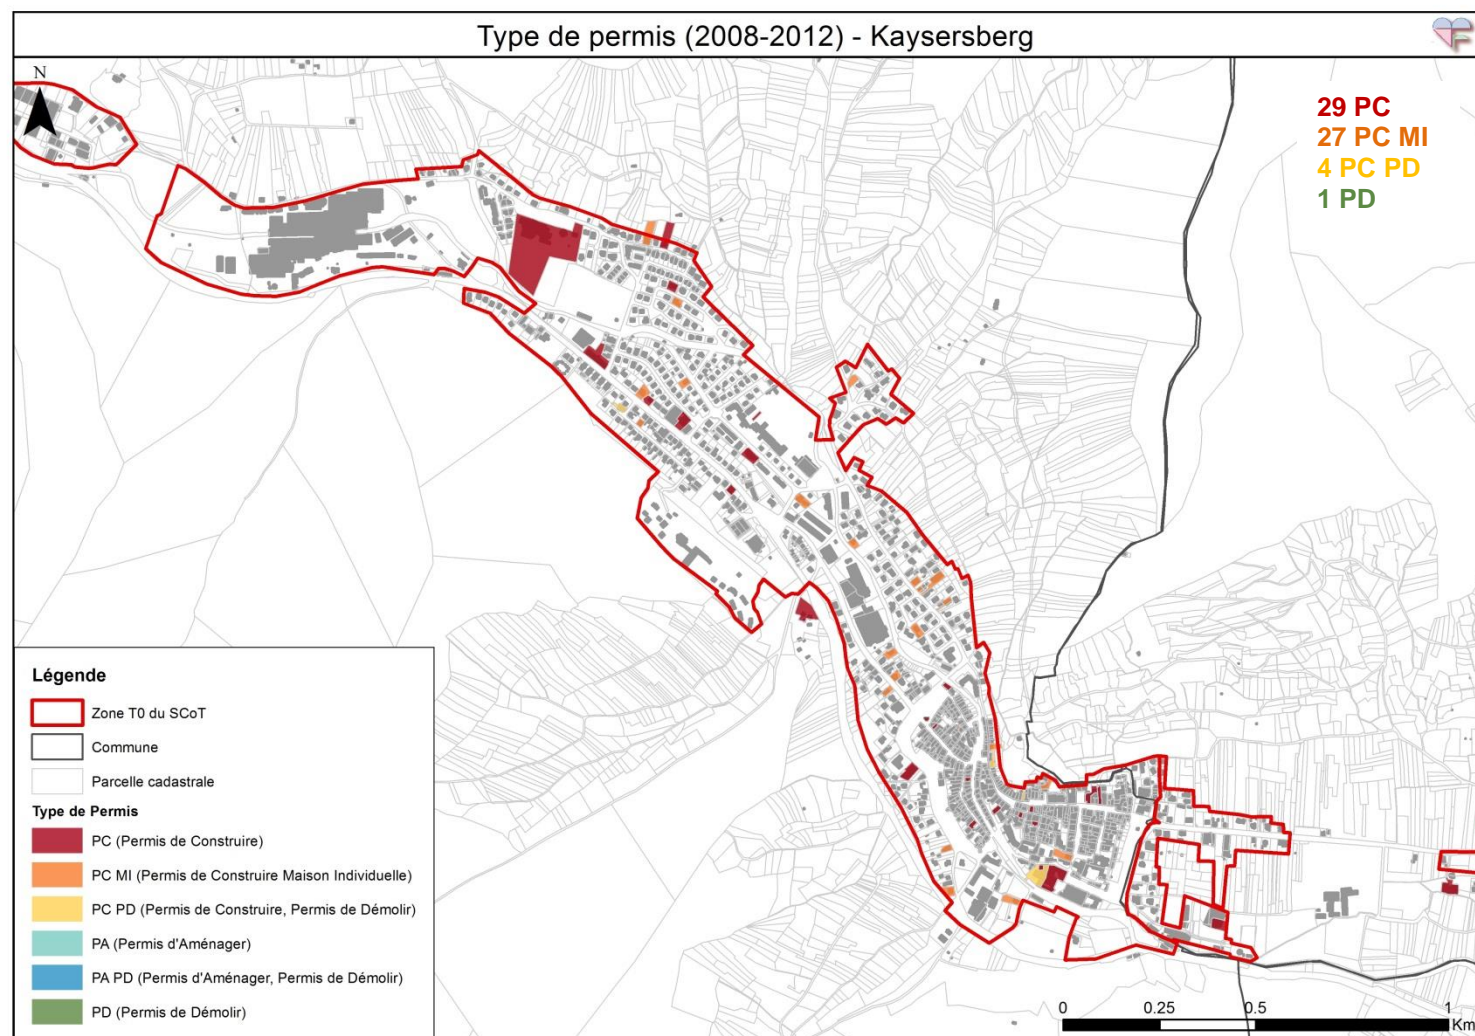 Type de permis (2008-2012) - Kaysersberg
N
29 PC
27 PC MI
4 PC PD
1 PD
Légende
Zone T0 du SCoT
Commune
Parcelle cadastrale
Type de Permis
PC (Permis de Construire)
PC MI (Permis de Construire Maison Individuelle)
PC PD (Permis de Construire, Permis de Démolir)
PA (Permis d'Aménager)
PA PD (Permis d'Aménager, Permis de Démolir)
PD (Permis de Démolir)
0 0.25 0.5 1
Km